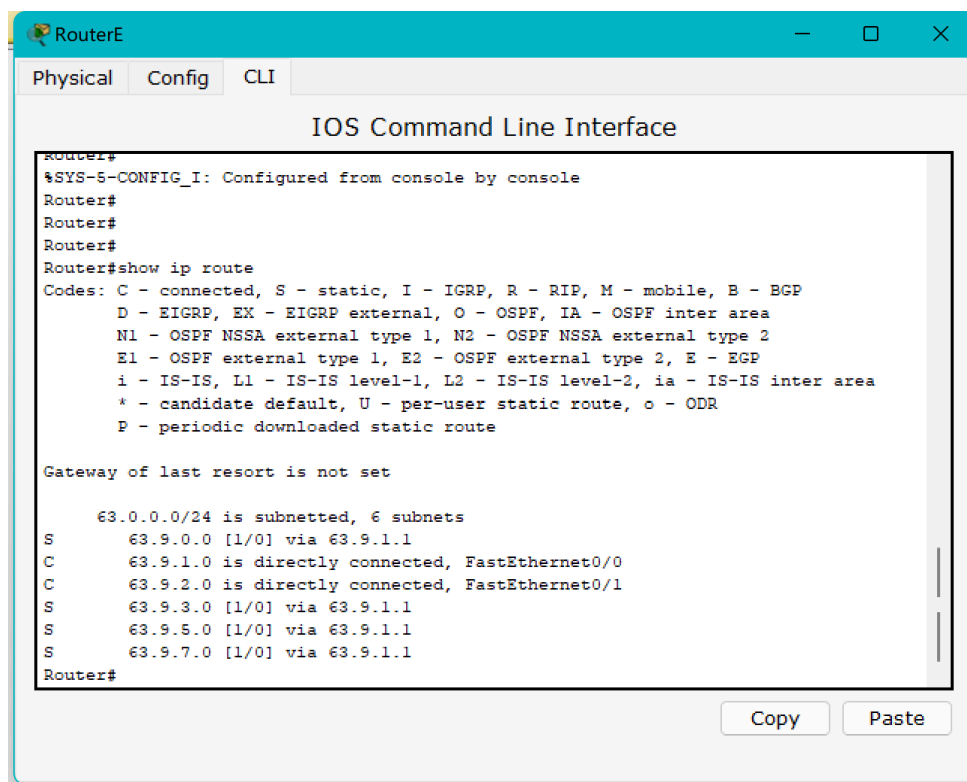 RouterE
Physical Config CLI
IOS Command Line Interface
Router#
%SYS-5-CONFIG_I: Configured from console by console
Router#
Router#
Router#
Router#show ip route
Codes: C - connected, S - static, I - IGRP, R - RIP, M - mobile, B - BGP
       D - EIGRP, EX - EIGRP external, O - OSPF, IA - OSPF inter area
       N1 - OSPF NSSA external type 1, N2 - OSPF NSSA external type 2
       E1 - OSPF external type 1, E2 - OSPF external type 2, E - EGP
       i - IS-IS, L1 - IS-IS level-1, L2 - IS-IS level-2, ia - IS-IS inter area
       * - candidate default, U - per-user static route, o - ODR
       P - periodic downloaded static route
Gateway of last resort is not set
     63.0.0.0/24 is subnetted, 6 subnets
S       63.9.0.0 [1/0] via 63.9.1.1
C       63.9.1.0 is directly connected, FastEthernet0/0
C       63.9.2.0 is directly connected, FastEthernet0/1
S       63.9.3.0 [1/0] via 63.9.1.1
S       63.9.5.0 [1/0] via 63.9.1.1
S       63.9.7.0 [1/0] via 63.9.1.1
Router#
Copy Paste